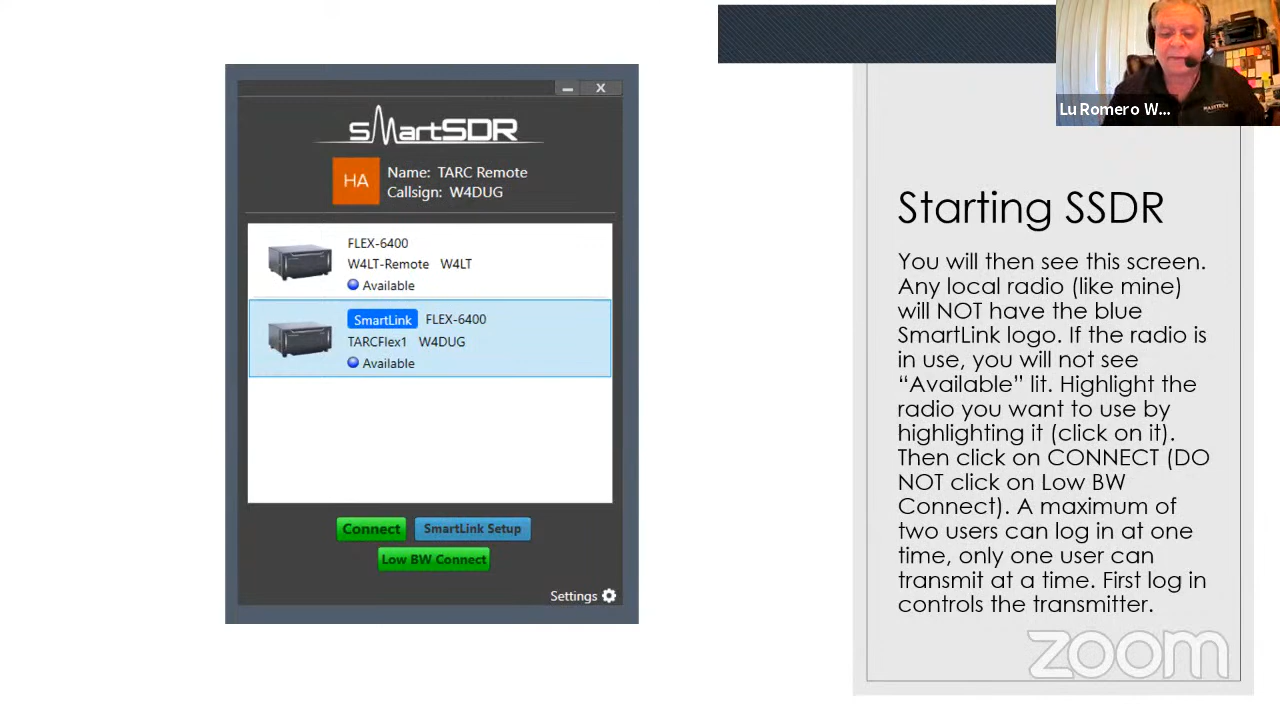 smartSDR
HA
Name: TARC Remote
Callsign: W4DUG
FLEX-6400
W4LT-Remote W4LT
Available
SmartLink FLEX-6400
TARCFlex1 W4DUG
Available
Connect SmartLink Setup
Low BW Connect
Settings
Lu Romero W...
Starting SSDR
You will then see this screen.
Any local radio (like mine)
will NOT have the blue
SmartLink logo. If the radio is
in use, you will not see
“Available” lit. Highlight the
radio you want to use by
highlighting it (click on it).
Then click on CONNECT (DO
NOT click on Low BW
Connect). A maximum of
two users can log in at one
time, only one user can
transmit at a time. First log in
controls the transmitter.
zoom